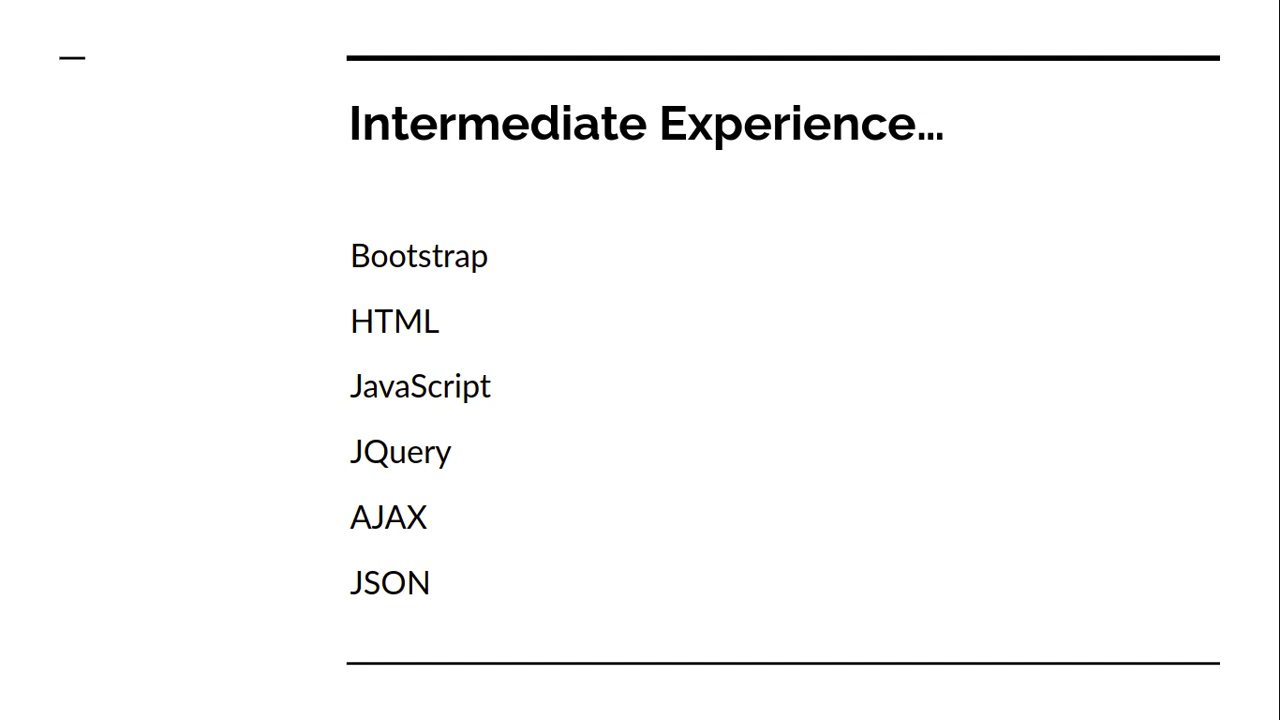 Intermediate Experience...
Bootstrap
HTML
JavaScript
JQuery
AJAX
JSON